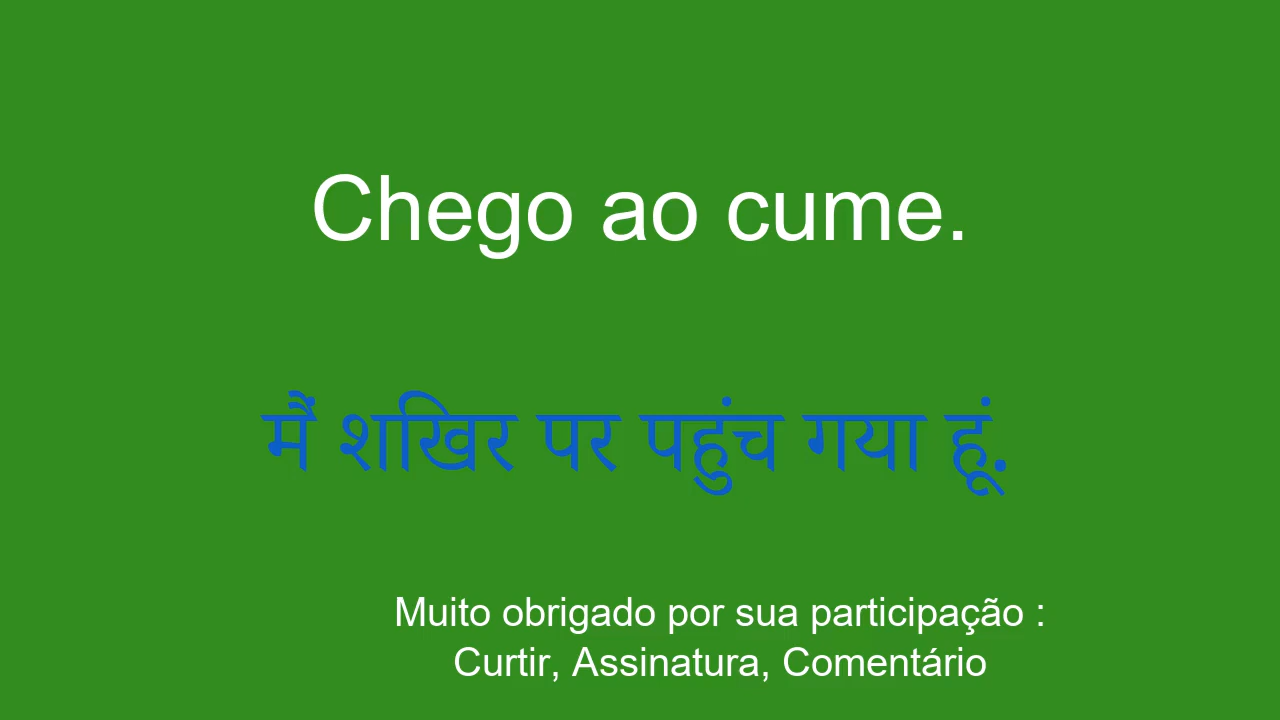 Chego ao cume.
मैं शिखर पर पहुंच गया हूं.
Muito obrigado por sua participação :
Curtir, Assinatura, Comentário